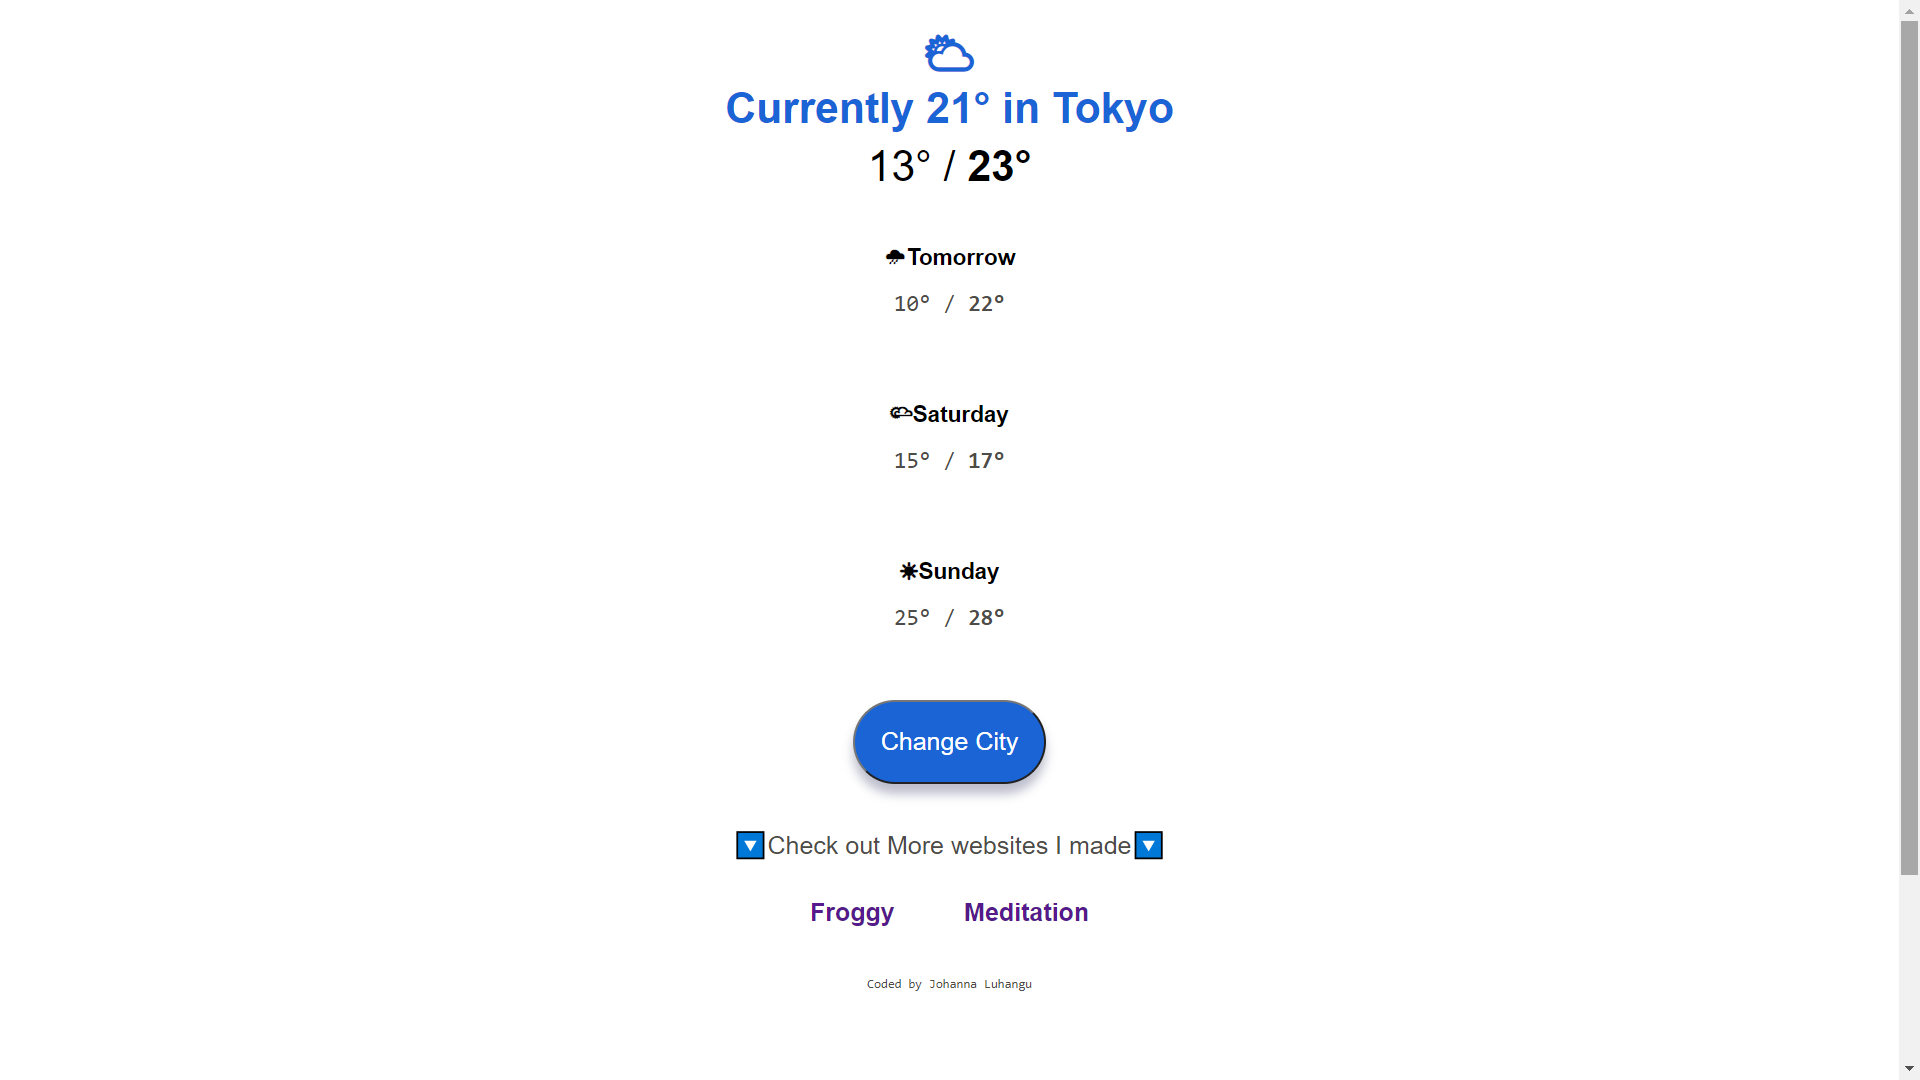 Currently 21° in Tokyo
13° / 23°
Tomorrow
10° / 22°
Saturday
15° / 17°
Sunday
25° / 28°
Change City
🔽Check out More websites I made🔽
Froggy Meditation
Coded by Johanna Luhangu